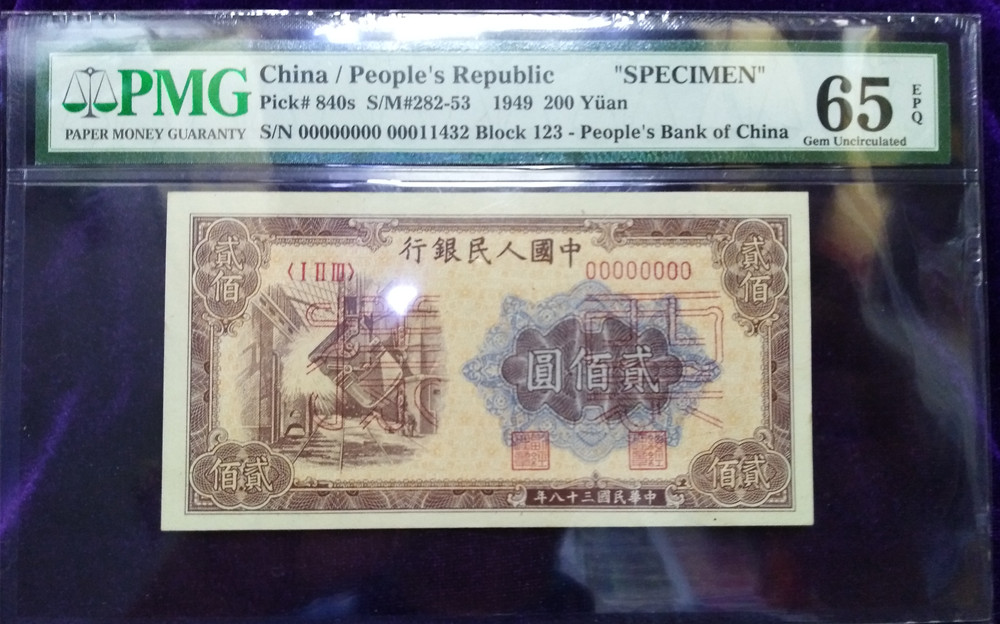 PMG
PAPER MONEY GUARANTY
China / People's Republic "SPECIMEN"
Pick# 840s S/M#282-53 1949 200 Yüan
S/N 00000000 00011432 Block 123 - People's Bank of China
65
EPQ
Gem Uncirculated
行銀民人國中
〈I II III〉 00000000
貳佰
貳佰
圓佰貳
佰貳
佰貳
年八十三國民華中